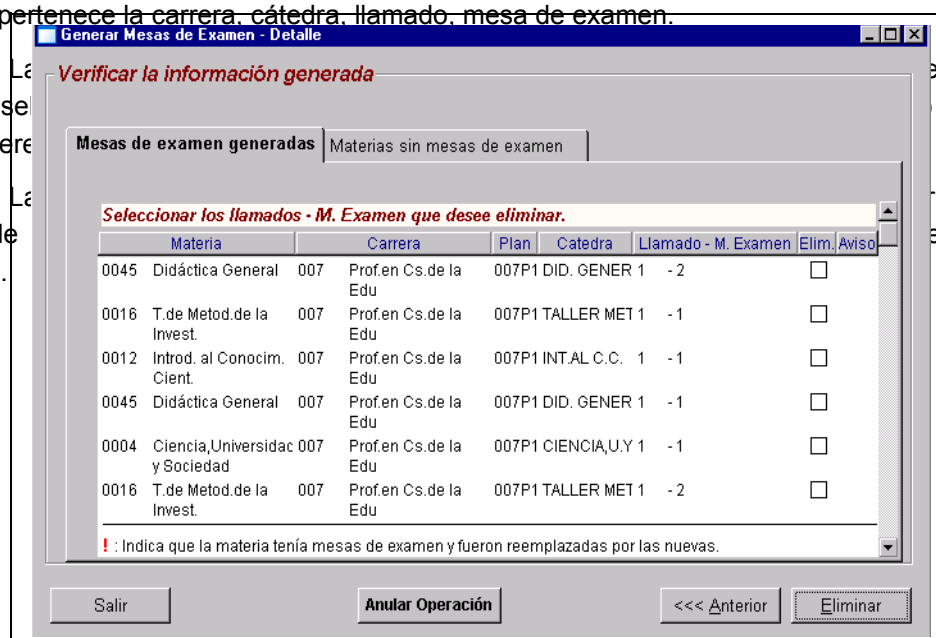 pertenece la carrera, cátedra, llamado, mesa de examen.
Generar Mesas de Examen - Detalle
Verificar la información generada
Mesas de examen generadas Materias sin mesas de examen
Seleccionar los llamados - M. Examen que desee eliminar.
Materia Carrera Plan Catedra Llamado - M. Examen Elim. Aviso
0045 Didáctica General 007 Prof.en Cs.de la 007P1 DID. GENER 1 - 2
Edu
0016 T.de Metod.de la 007 Prof.en Cs.de la 007P1 TALLER MET 1 - 1
Invest. Edu
0012 Introd. al Conocim. 007 Prof.en Cs.de la 007P1 INT.AL C.C. 1 - 1
Cient. Edu
0045 Didáctica General 007 Prof.en Cs.de la 007P1 DID. GENER 1 - 1
Edu
0004 Ciencia,Universidad 007 Prof.en Cs.de la 007P1 CIENCIA,U.Y 1 - 1
y Sociedad Edu
0016 T.de Metod.de la 007 Prof.en Cs.de la 007P1 TALLER MET 1 - 2
Invest. Edu
! : Indica que la materia tenía mesas de examen y fueron reemplazadas por las nuevas.
Salir Anular Operación <<< Anterior Eliminar